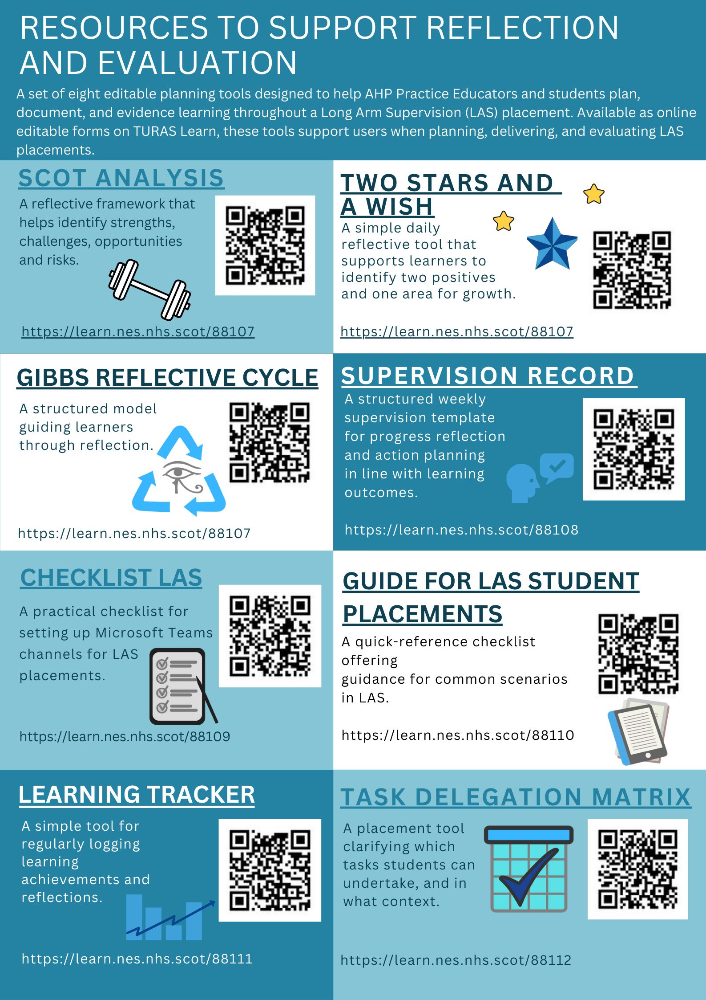 RESOURCES TO SUPPORT REFLECTION
AND EVALUATION
A set of eight editable planning tools designed to help AHP Practice Educators and students plan,
document, and evidence learning throughout a Long Arm Supervision (LAS) placement. Available as online
editable forms on TURAS Learn, these tools support users when planning, delivering, and evaluating LAS
placements.
SCOT ANALYSIS
A reflective framework that
helps identify strengths,
challenges, opportunities
and risks.
https://learn.nes.nhs.scot/88107
TWO STARS AND
A WISH
A simple daily
reflective tool that
supports learners to
identify two positives
and one area for growth.
https://learn.nes.nhs.scot/88107
GIBBS REFLECTIVE CYCLE
A structured model
guiding learners
through reflection.
https://learn.nes.nhs.scot/88107
SUPERVISION RECORD
A structured weekly
supervision template
for progress reflection
and action planning
in line with learning
outcomes.
https://learn.nes.nhs.scot/88108
CHECKLIST LAS
A practical checklist for
setting up Microsoft Teams
channels for LAS
placements.
https://learn.nes.nhs.scot/88109
GUIDE FOR LAS STUDENT
PLACEMENTS
A quick-reference checklist
offering
guidance for common scenarios
in LAS.
https://learn.nes.nhs.scot/88110
LEARNING TRACKER
A simple tool for
regularly logging
learning
achievements and
reflections.
https://learn.nes.nhs.scot/88111
TASK DELEGATION MATRIX
A placement tool
clarifying which
tasks students can
undertake, and in
what context.
https://learn.nes.nhs.scot/88112